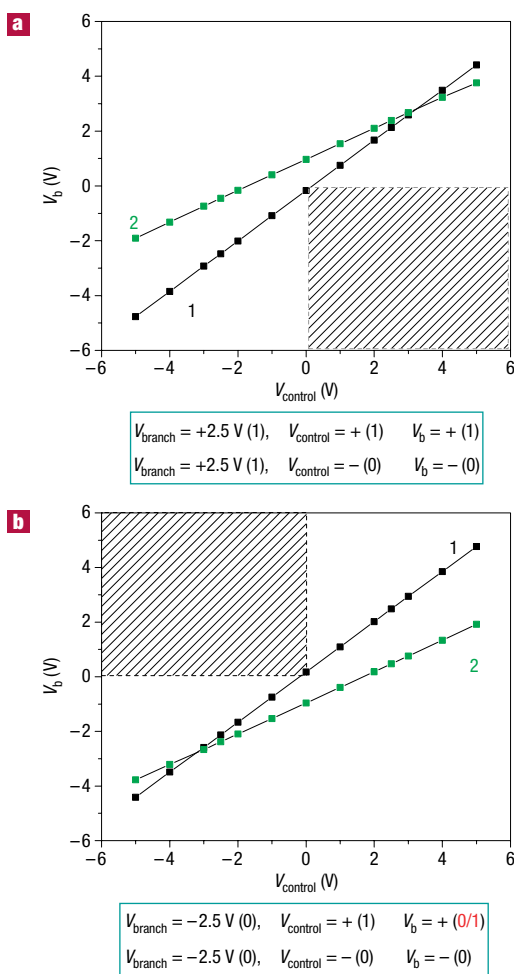 a
6
4
2
0
−2
−4
−6
V_b (V)
2
1
−6 −4 −2 0 2 4 6
V_control (V)
V_branch = +2.5 V (1), V_control = + (1) V_b = + (1)
V_branch = +2.5 V (1), V_control = − (0) V_b = − (0)
b
6
4
2
0
−2
−4
−6
V_b (V)
1
2
−6 −4 −2 0 2 4 6
V_control (V)
V_branch = −2.5 V (0), V_control = + (1) V_b = + (0/1)
V_branch = −2.5 V (0), V_control = − (0) V_b = − (0)